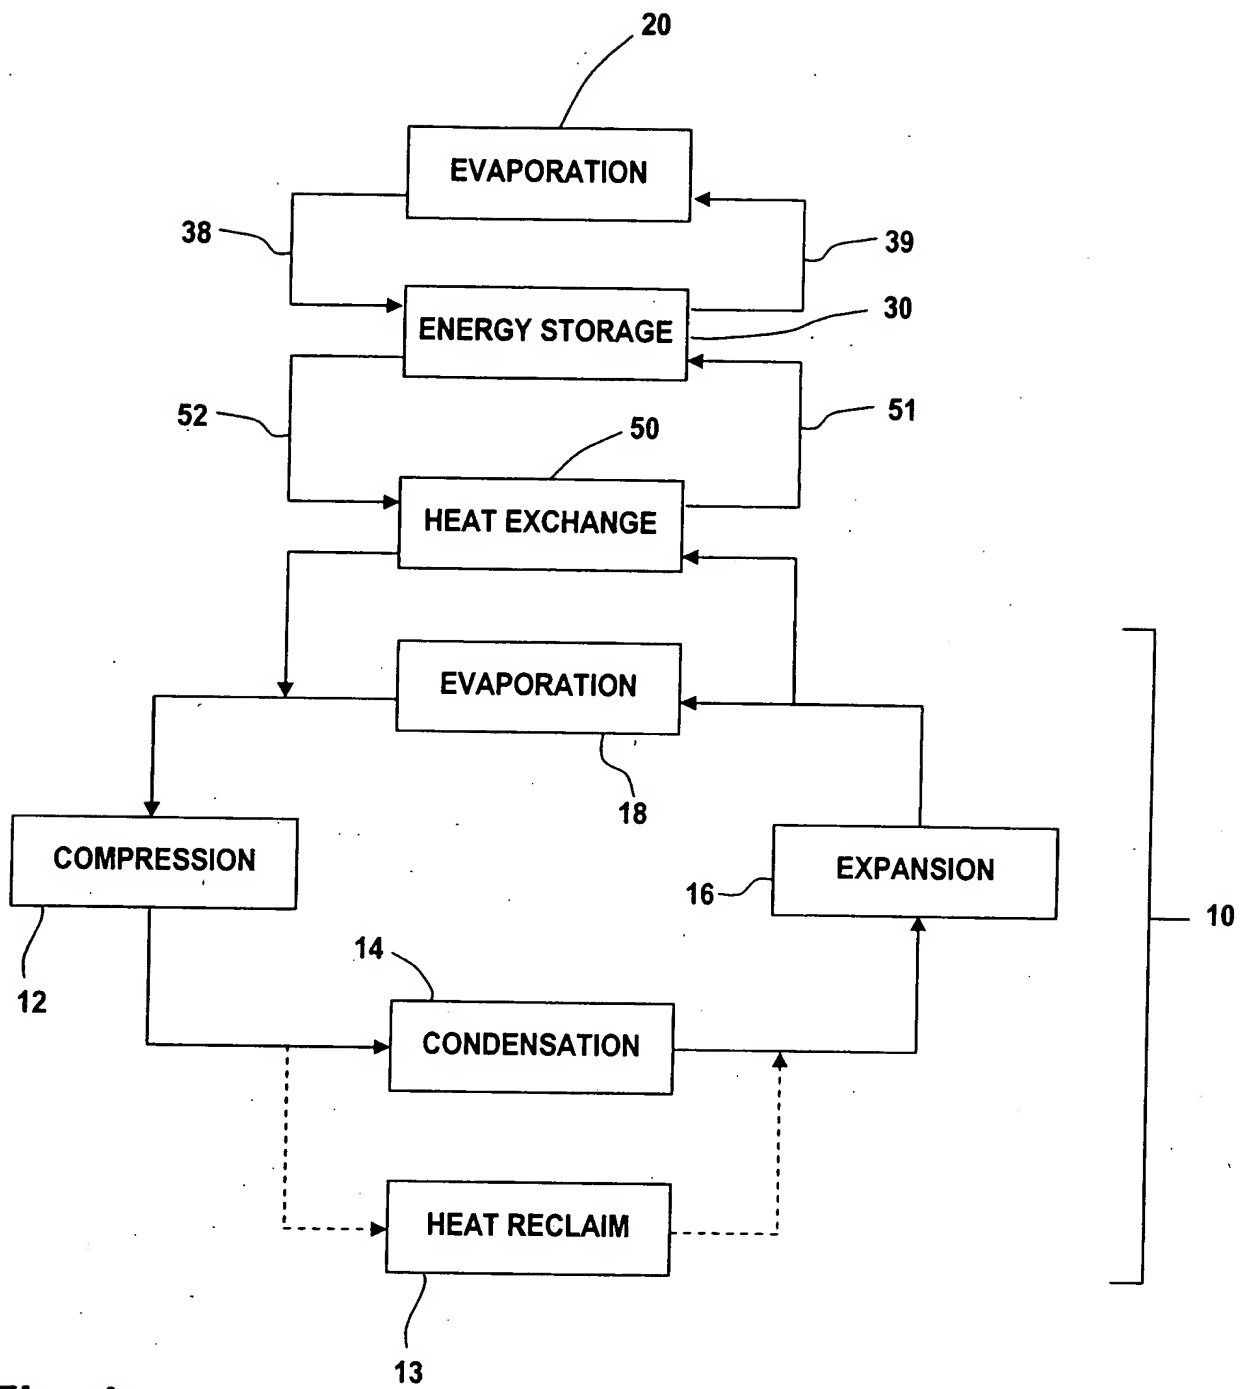 20
EVAPORATION
38
39
ENERGY STORAGE
30
52
51
50
HEAT EXCHANGE
EVAPORATION
18
COMPRESSION
EXPANSION
16
10
12
14
CONDENSATION
HEAT RECLAIM
13